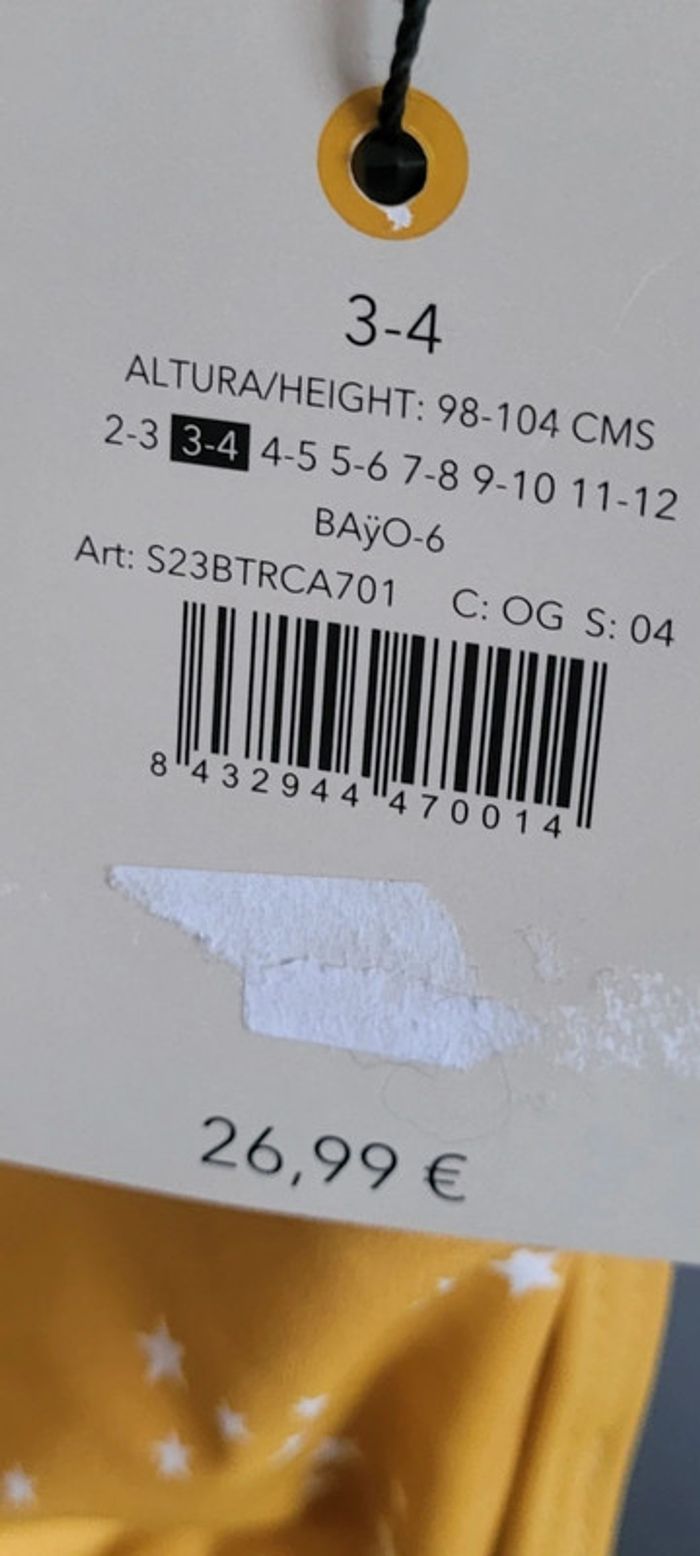 3-4
ALTURA/HEIGHT: 98-104 CMS
2-3 3-4 4-5 5-6 7-8 9-10 11-12
BAÿO-6
Art: S23BTRCA701 C: OG S: 04
8 432944 470014
26,99 €